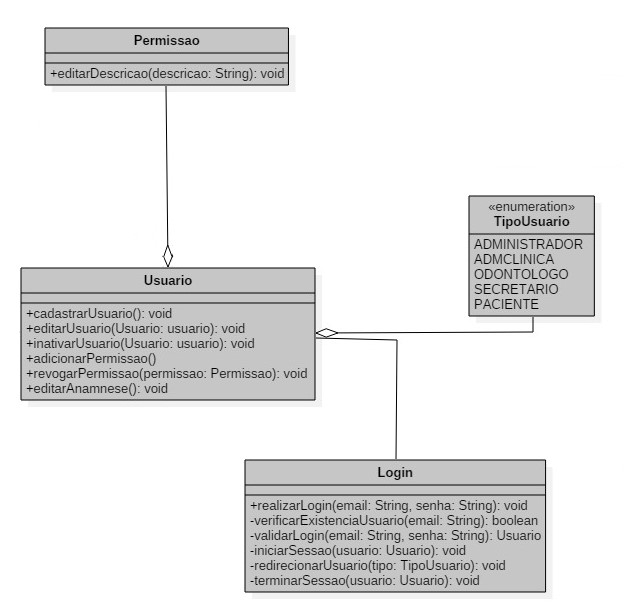 Permissao
+editarDescricao(descricao: String): void
«enumeration»
TipoUsuario
ADMINISTRADOR
ADMCLINICA
ODONTOLOGO
SECRETARIO
PACIENTE
Usuario
+cadastrarUsuario(): void
+editarUsuario(Usuario: usuario): void
+inativarUsuario(Usuario: usuario): void
+adicionarPermissao()
+revogarPermissao(permissao: Permissao): void
+editarAnamnese(): void
Login
+realizarLogin(email: String, senha: String): void
-verificarExistenciaUsuario(email: String): boolean
-validarLogin(email: String, senha: String): Usuario
-iniciarSessao(usuario: Usuario): void
-redirecionarUsuario(tipo: TipoUsuario): void
-terminarSessao(usuario: Usuario): void